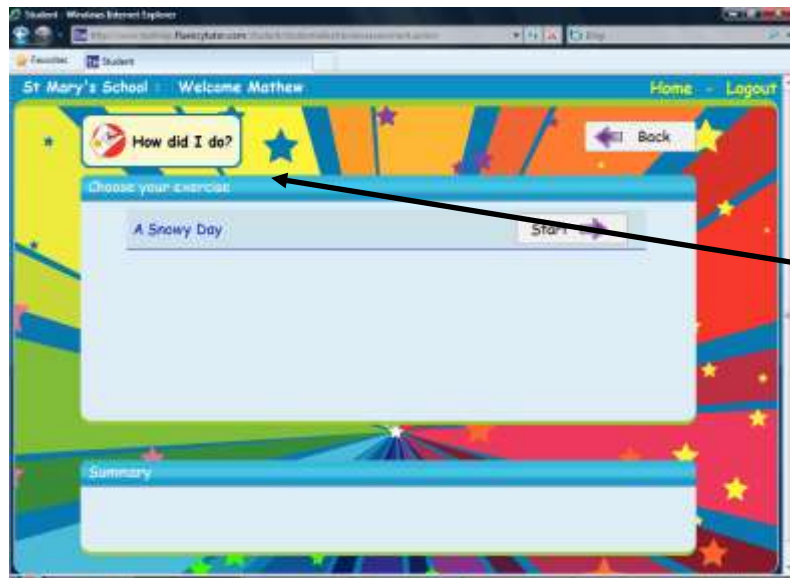 Student - Windows Internet Explorer
Favorites Student
St Mary's School : Welcome Mathew Home - Logout
How did I do? Back
Choose your exercise
A Snowy Day Start
Summary